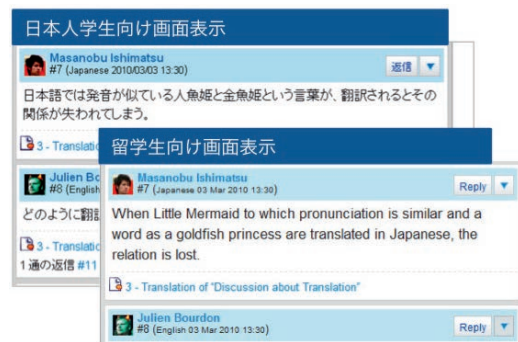 日本人学生向け画面表示
Masanobu Ishimatsu
#7 (Japanese 2010/03/03 13:30)
返信
日本語では発音が似ている人魚姫と金魚姫という言葉が、翻訳されるとその
関係が失われてしまう。
3 - Translatio
Julien Bo
#8 (English
どのように翻訳
3 - Translatic
1 通の返信 #11
留学生向け画面表示
Masanobu Ishimatsu
#7 (Japanese 03 Mar 2010 13:30)
Reply
When Little Mermaid to which pronunciation is similar and a
word as a goldfish princess are translated in Japanese, the
relation is lost.
3 - Translation of "Discussion about Translation"
Julien Bourdon
#8 (English 03 Mar 2010 13:30)
Reply